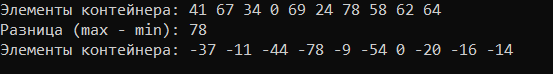 Элементы контейнера: 41 67 34 0 69 24 78 58 62 64
Разница (max - min): 78
Элементы контейнера: -37 -11 -44 -78 -9 -54 0 -20 -16 -14